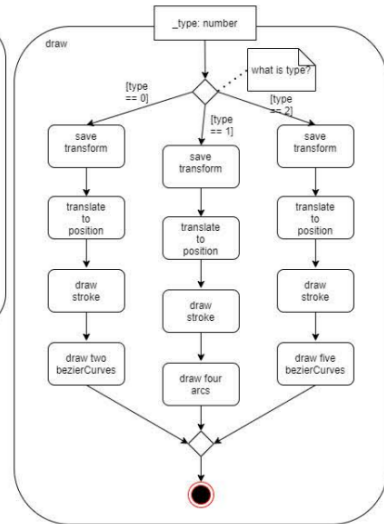 _type: number
draw
what is type?
[type
== 0]
[type
== 1]
[type
== 2]
save
transform
save
transform
save
transform
translate
to
position
translate
to
position
translate
to
position
draw
stroke
draw
stroke
draw
stroke
draw two
bezierCurves
draw four
arcs
draw five
bezierCurves